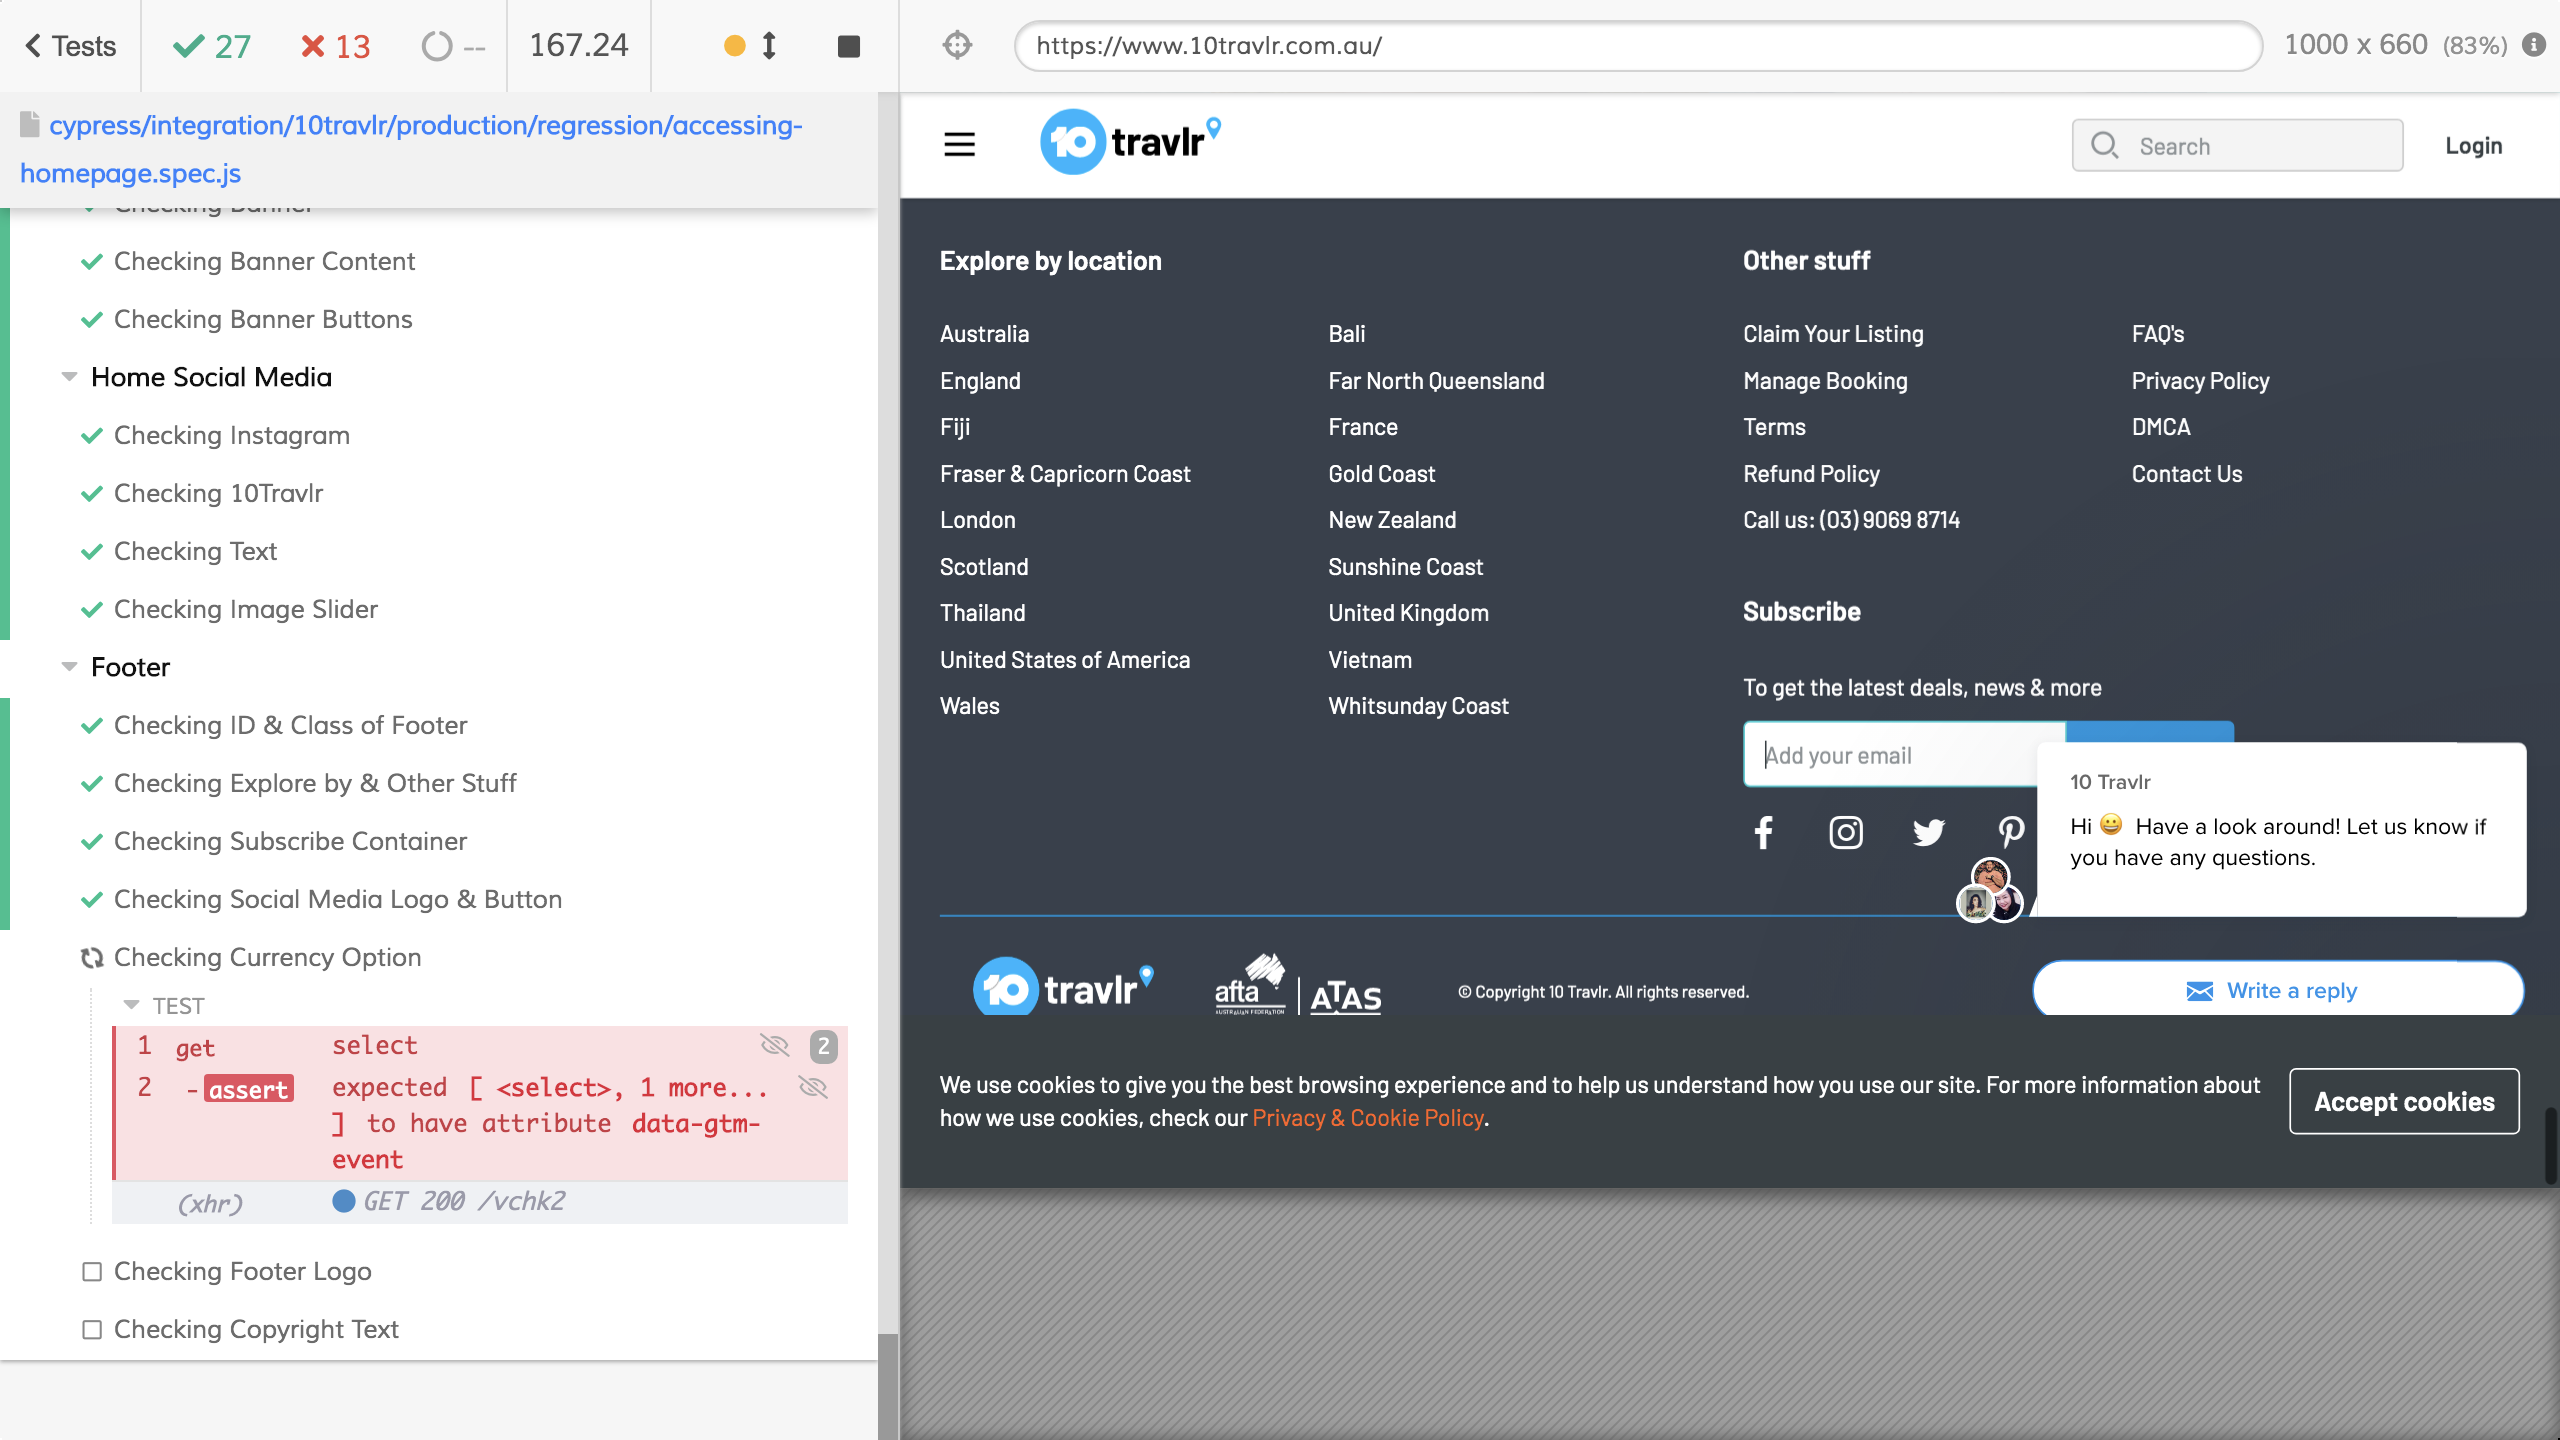 Tests
27
13
--
167.24
https://www.10travlr.com.au/
1000 x 660 (83%)
cypress/integration/10travlr/production/regression/accessing-
homepage.spec.js
Checking Banner
Checking Banner Content
Checking Banner Buttons
Home Social Media
Checking Instagram
Checking 10Travlr
Checking Text
Checking Image Slider
Footer
Checking ID & Class of Footer
Checking Explore by & Other Stuff
Checking Subscribe Container
Checking Social Media Logo & Button
Checking Currency Option
TEST
1 get select 2
2 -assert expected [ <select>, 1 more...
] to have attribute data-gtm-
event
(xhr) GET 200 /vchk2
Checking Footer Logo
Checking Copyright Text
10 travlr
Search
Login
Explore by location
Australia
England
Fiji
Fraser & Capricorn Coast
London
Scotland
Thailand
United States of America
Wales
Bali
Far North Queensland
France
Gold Coast
New Zealand
Sunshine Coast
United Kingdom
Vietnam
Whitsunday Coast
Other stuff
Claim Your Listing
Manage Booking
Terms
Refund Policy
Call us: (03) 9069 8714
FAQ's
Privacy Policy
DMCA
Contact Us
Subscribe
To get the latest deals, news & more
Add your email
10 Travlr
Hi 😀 Have a look around! Let us know if
you have any questions.
10 travlr
afta
AUSTRALIAN FEDERATION
ATAS
© Copyright 10 Travlr. All rights reserved.
Write a reply
We use cookies to give you the best browsing experience and to help us understand how you use our site. For more information about
how we use cookies, check our Privacy & Cookie Policy.
Accept cookies